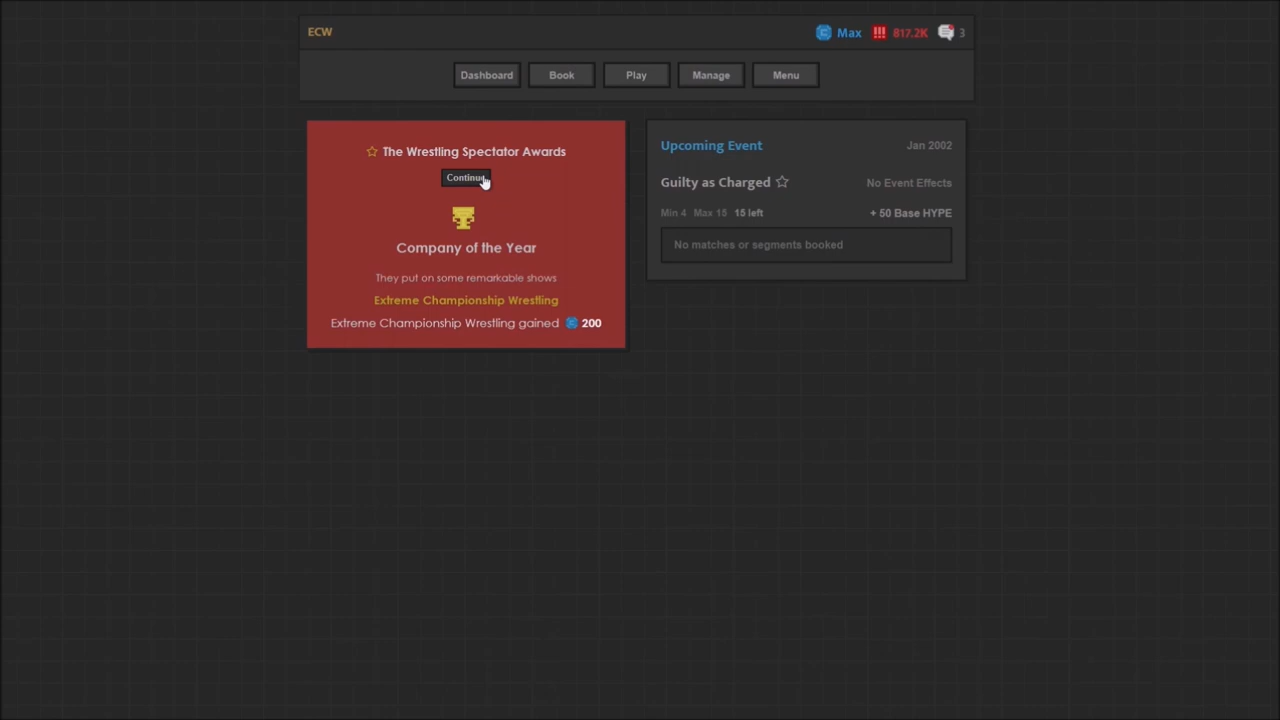 ECW
Max 817.2K 3
Dashboard Book Play Manage Menu
The Wrestling Spectator Awards
Continue
Company of the Year
They put on some remarkable shows
Extreme Championship Wrestling
Extreme Championship Wrestling gained 200
Upcoming Event Jan 2002
Guilty as Charged No Event Effects
Min 4 Max 15 15 left + 50 Base HYPE
No matches or segments booked